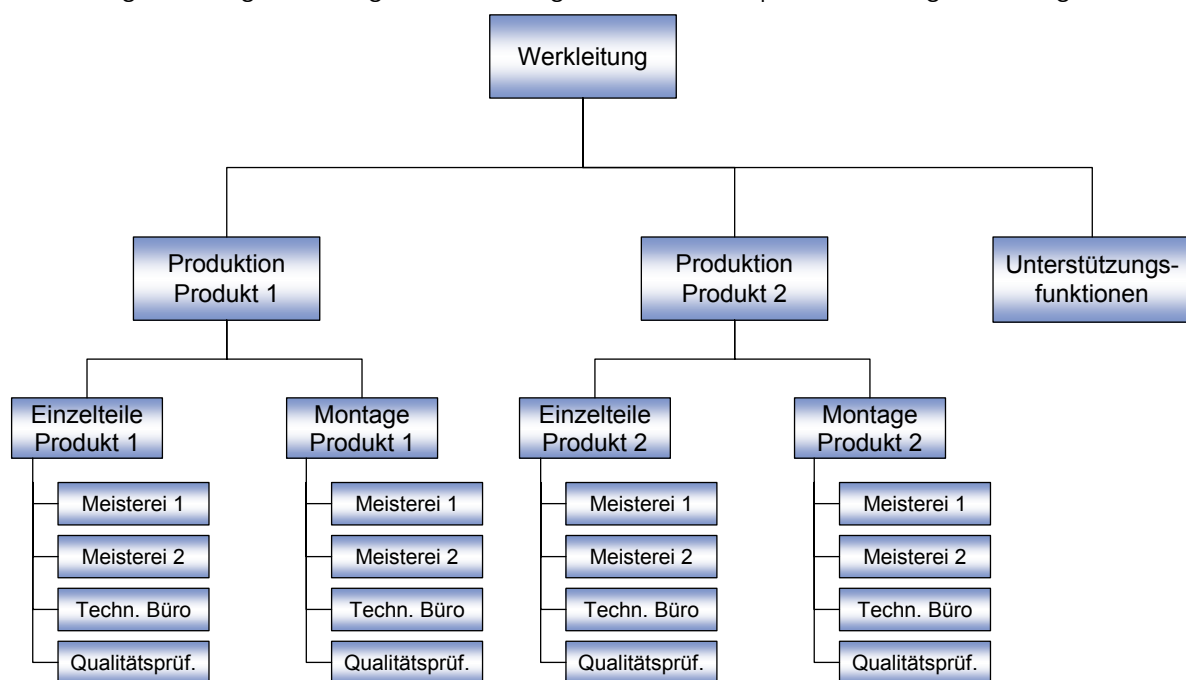 Werkleitung
Produktion
Produkt 1
Produktion
Produkt 2
Unterstützungs-
funktionen
Einzelteile
Produkt 1
Montage
Produkt 1
Einzelteile
Produkt 2
Montage
Produkt 2
Meisterei 1
Meisterei 1
Meisterei 1
Meisterei 1
Meisterei 2
Meisterei 2
Meisterei 2
Meisterei 2
Techn. Büro
Techn. Büro
Techn. Büro
Techn. Büro
Qualitätsprüf.
Qualitätsprüf.
Qualitätsprüf.
Qualitätsprüf.